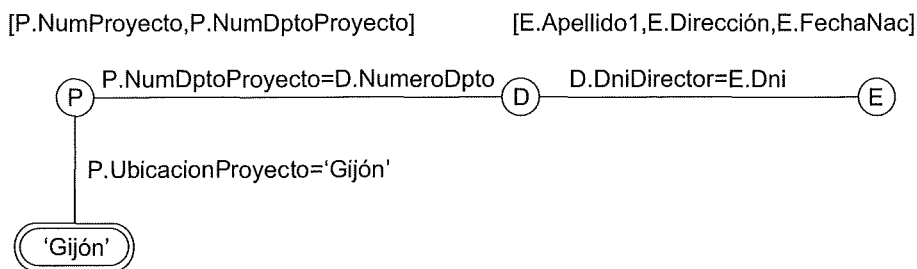 [P.NumProyecto,P.NumDptoProyecto] [E.Apellido1,E.Dirección,E.FechaNac]
P P.NumDptoProyecto=D.NumeroDpto D D.DniDirector=E.Dni E
P.UbicacionProyecto=‘Gijón’
‘Gijón’